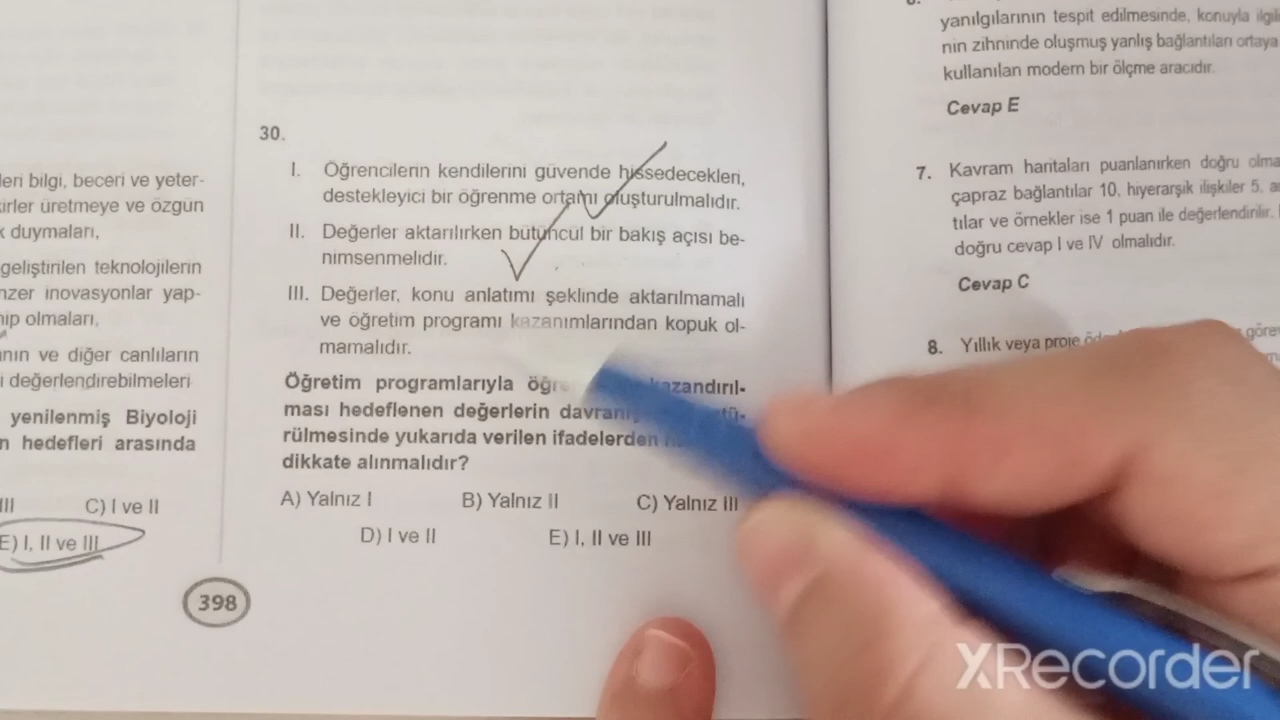 leri bilgi, beceri ve yeter-
kirler üretmeye ve özgün
k duymaları,
geliştirilen teknolojilerin
nzer inovasyonlar yap-
hip olmaları,
anın ve diğer canlıların
i değerlendirebilmeleri
yenilenmiş Biyoloji
n hedefleri arasında
III C) I ve II
E) I, II ve III
398
30.
I. Öğrencilerin kendilerini güvende hissedecekleri,
destekleyici bir öğrenme ortamı oluşturulmalıdır.
II. Değerler aktarılırken bütüncül bir bakış açısı be-
nimsenmelidir.
III. Değerler, konu anlatımı şeklinde aktarılmamalı
ve öğretim programı kazanımlarından kopuk ol-
mamalıdır.
Öğretim programlarıyla kazandırıl-
ması hedeflenen değerlerin
rülmesinde yukarıda verilen ifadelerden
dikkate alınmalıdır?
A) Yalnız I B) Yalnız II C) Yalnız III
D) I ve II E) I, II ve III
yanılgılarının tespit edilmesinde, konuyla
nin zihninde oluşmuş yanlış bağlantıları ortaya
kullanılan modern bir ölçme aracıdır.
Cevap E
7. Kavram haritaları puanlanırken doğru
çapraz bağlantılar 10, hiyerarşik ilişkiler 5,
tılar ve örnekler ise 1 puan ile değerlendirilir.
doğru cevap I ve IV olmalıdır.
Cevap C
8. Yıllık veya proje
XRecorder